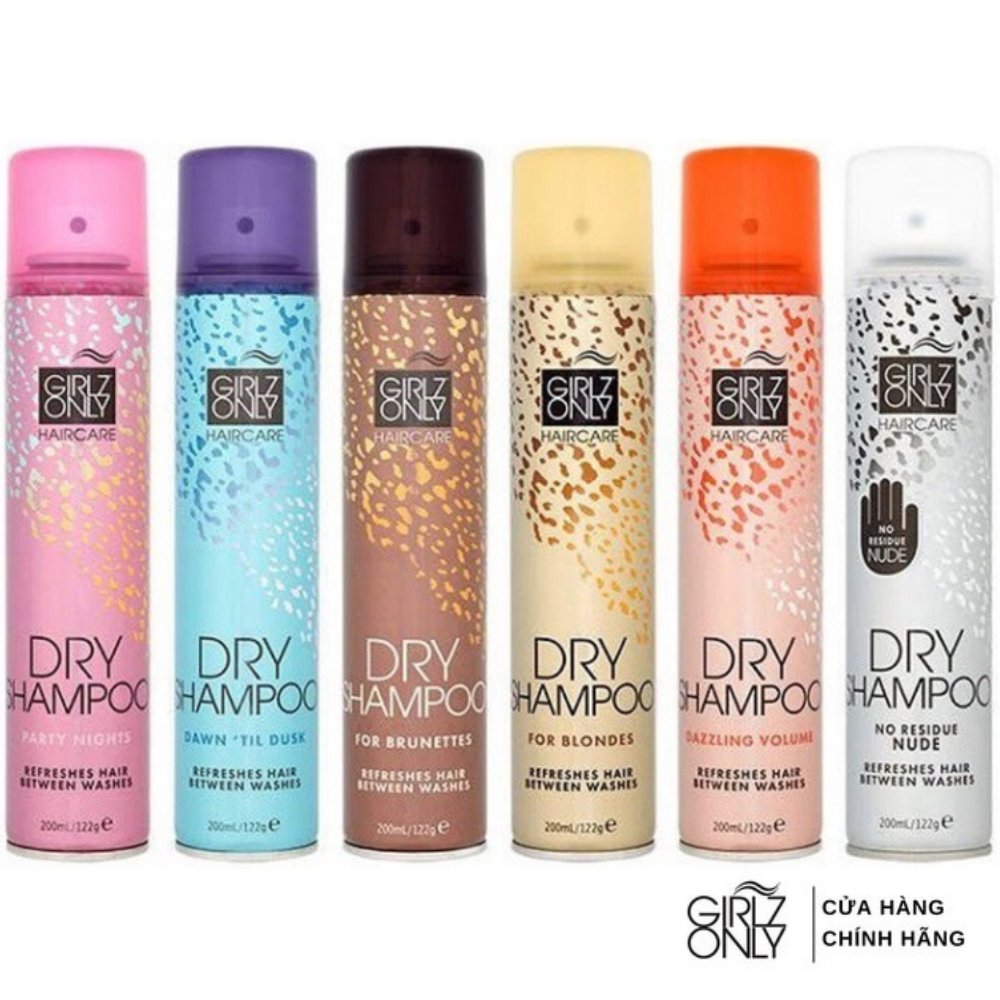 GIRLZ
ONLY
HAIRCARE
DRY
SHAMPOO
PARTY NIGHTS
REFRESHES HAIR
BETWEEN WASHES
200mL/122g e
GIRLZ
ONLY
HAIRCARE
DRY
SHAMPOO
DAWN 'TIL DUSK
REFRESHES HAIR
BETWEEN WASHES
200mL/122g e
GIRLZ
ONLY
HAIRCARE
DRY
SHAMPOO
FOR BRUNETTES
REFRESHES HAIR
BETWEEN WASHES
200mL/122g e
GIRLZ
ONLY
HAIRCARE
DRY
SHAMPOO
FOR BLONDES
REFRESHES HAIR
BETWEEN WASHES
200mL/122g e
GIRLZ
ONLY
HAIRCARE
DRY
SHAMPOO
DAZZLING VOLUME
REFRESHES HAIR
BETWEEN WASHES
200mL/122g e
GIRLZ
ONLY
HAIRCARE
NO
RESIDUE
NUDE
DRY
SHAMPOO
NO RESIDUE
NUDE
REFRESHES HAIR
BETWEEN WASHES
200mL/122g e
GIRLZ
ONLY
CỬA HÀNG
CHÍNH HÃNG